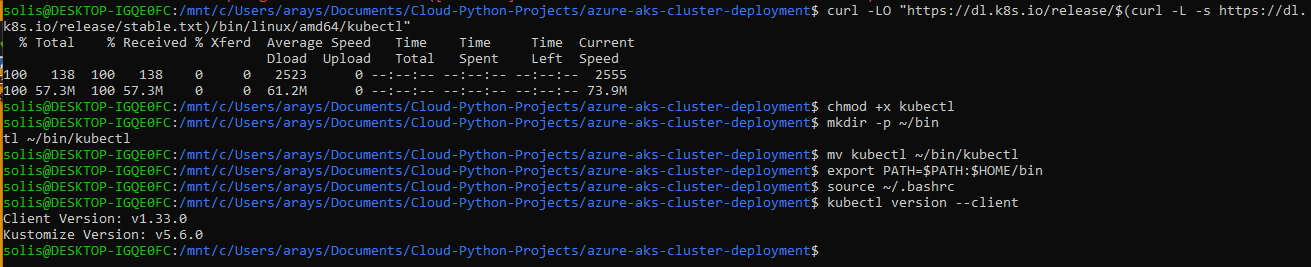 solis@DESKTOP-IGQE0FC:/mnt/c/Users/arays/Documents/Cloud-Python-Projects/azure-aks-cluster-deployment$ curl -LO "https://dl.k8s.io/release/$(curl -L -s https://dl.
k8s.io/release/stable.txt)/bin/linux/amd64/kubectl"
  % Total    % Received % Xferd  Average Speed   Time    Time     Time  Current
                                 Dload  Upload   Total   Spent    Left  Speed
100   138  100   138    0     0   2523      0 --:--:-- --:--:-- --:--:--  2555
100 57.3M  100 57.3M    0     0  61.2M      0 --:--:-- --:--:-- --:--:-- 73.9M
solis@DESKTOP-IGQE0FC:/mnt/c/Users/arays/Documents/Cloud-Python-Projects/azure-aks-cluster-deployment$ chmod +x kubectl
solis@DESKTOP-IGQE0FC:/mnt/c/Users/arays/Documents/Cloud-Python-Projects/azure-aks-cluster-deployment$ mkdir -p ~/bin
tl ~/bin/kubectl
solis@DESKTOP-IGQE0FC:/mnt/c/Users/arays/Documents/Cloud-Python-Projects/azure-aks-cluster-deployment$ mv kubectl ~/bin/kubectl
solis@DESKTOP-IGQE0FC:/mnt/c/Users/arays/Documents/Cloud-Python-Projects/azure-aks-cluster-deployment$ export PATH=$PATH:$HOME/bin
solis@DESKTOP-IGQE0FC:/mnt/c/Users/arays/Documents/Cloud-Python-Projects/azure-aks-cluster-deployment$ source ~/.bashrc
solis@DESKTOP-IGQE0FC:/mnt/c/Users/arays/Documents/Cloud-Python-Projects/azure-aks-cluster-deployment$ kubectl version --client
Client Version: v1.33.0
Kustomize Version: v5.6.0
solis@DESKTOP-IGQE0FC:/mnt/c/Users/arays/Documents/Cloud-Python-Projects/azure-aks-cluster-deployment$